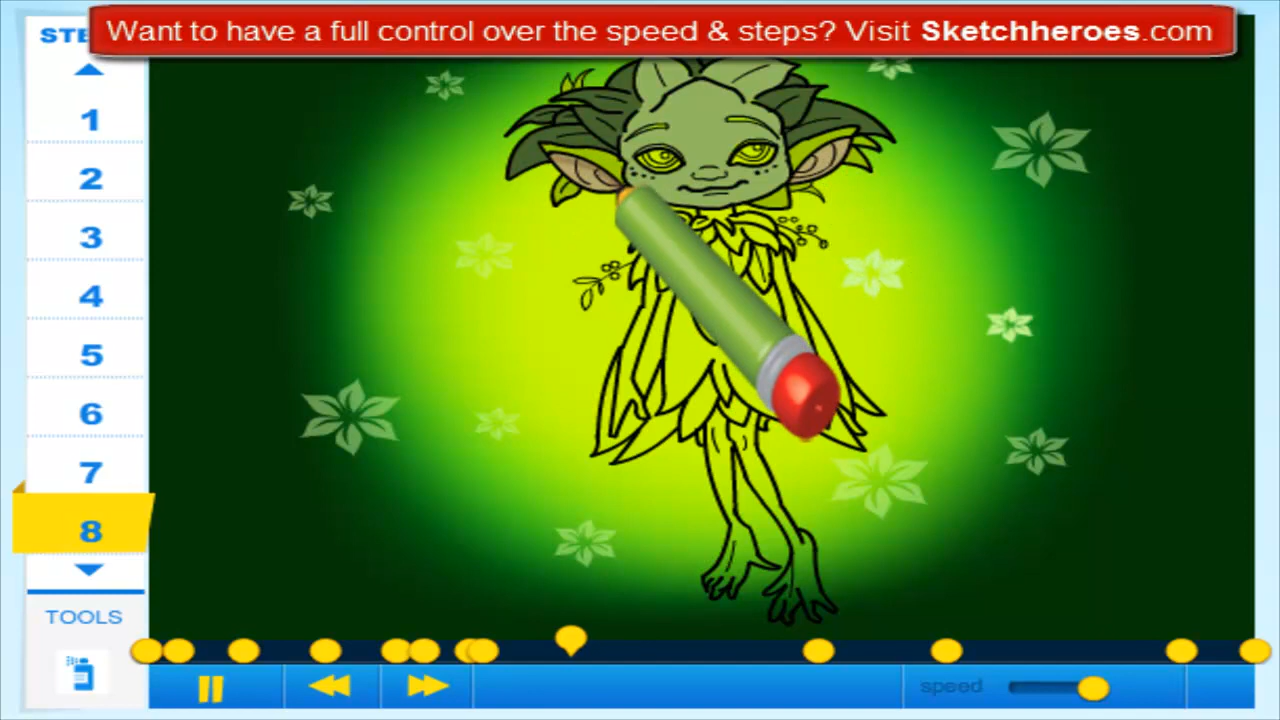 Want to have a full control over the speed & steps? Visit Sketchheroes.com
STE
1
2
3
4
5
6
7
8
TOOLS
speed